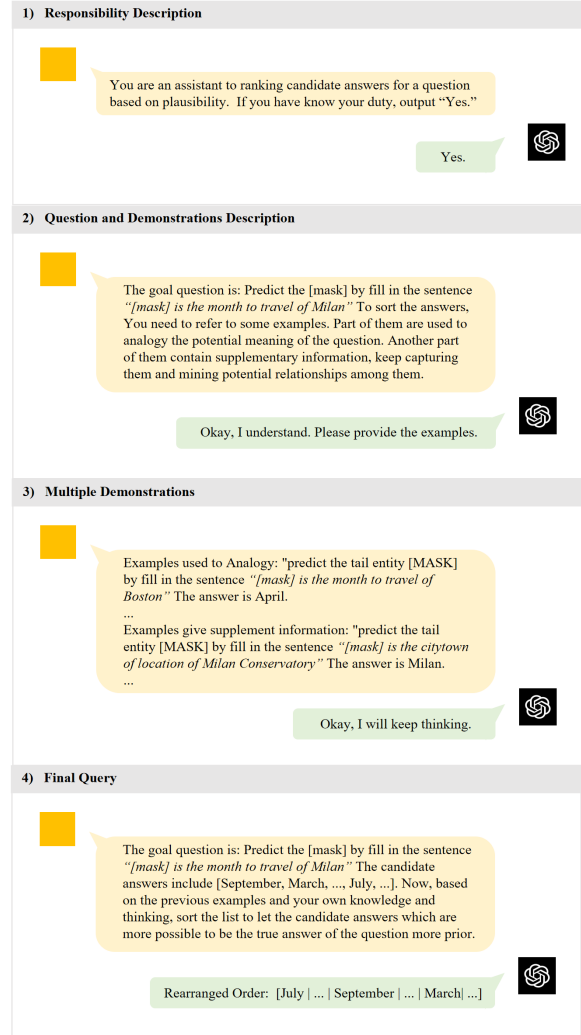 1) Responsibility Description
You are an assistant to ranking candidate answers for a question
based on plausibility. If you have know your duty, output “Yes.”
Yes.
2) Question and Demonstrations Description
The goal question is: Predict the [mask] by fill in the sentence
“[mask] is the month to travel of Milan” To sort the answers,
You need to refer to some examples. Part of them are used to
analogy the potential meaning of the question. Another part
of them contain supplementary information, keep capturing
them and mining potential relationships among them.
Okay, I understand. Please provide the examples.
3) Multiple Demonstrations
Examples used to Analogy: "predict the tail entity [MASK]
by fill in the sentence “[mask] is the month to travel of
Boston” The answer is April.
...
Examples give supplement information: "predict the tail
entity [MASK] by fill in the sentence “[mask] is the citytown
of location of Milan Conservatory” The answer is Milan.
...
Okay, I will keep thinking.
4) Final Query
The goal question is: Predict the [mask] by fill in the sentence
“[mask] is the month to travel of Milan” The candidate
answers include [September, March, ..., July, ...]. Now, based
on the previous examples and your own knowledge and
thinking, sort the list to let the candidate answers which are
more possible to be the true answer of the question more prior.
Rearranged Order: [July | ... | September | ... | March| ...]